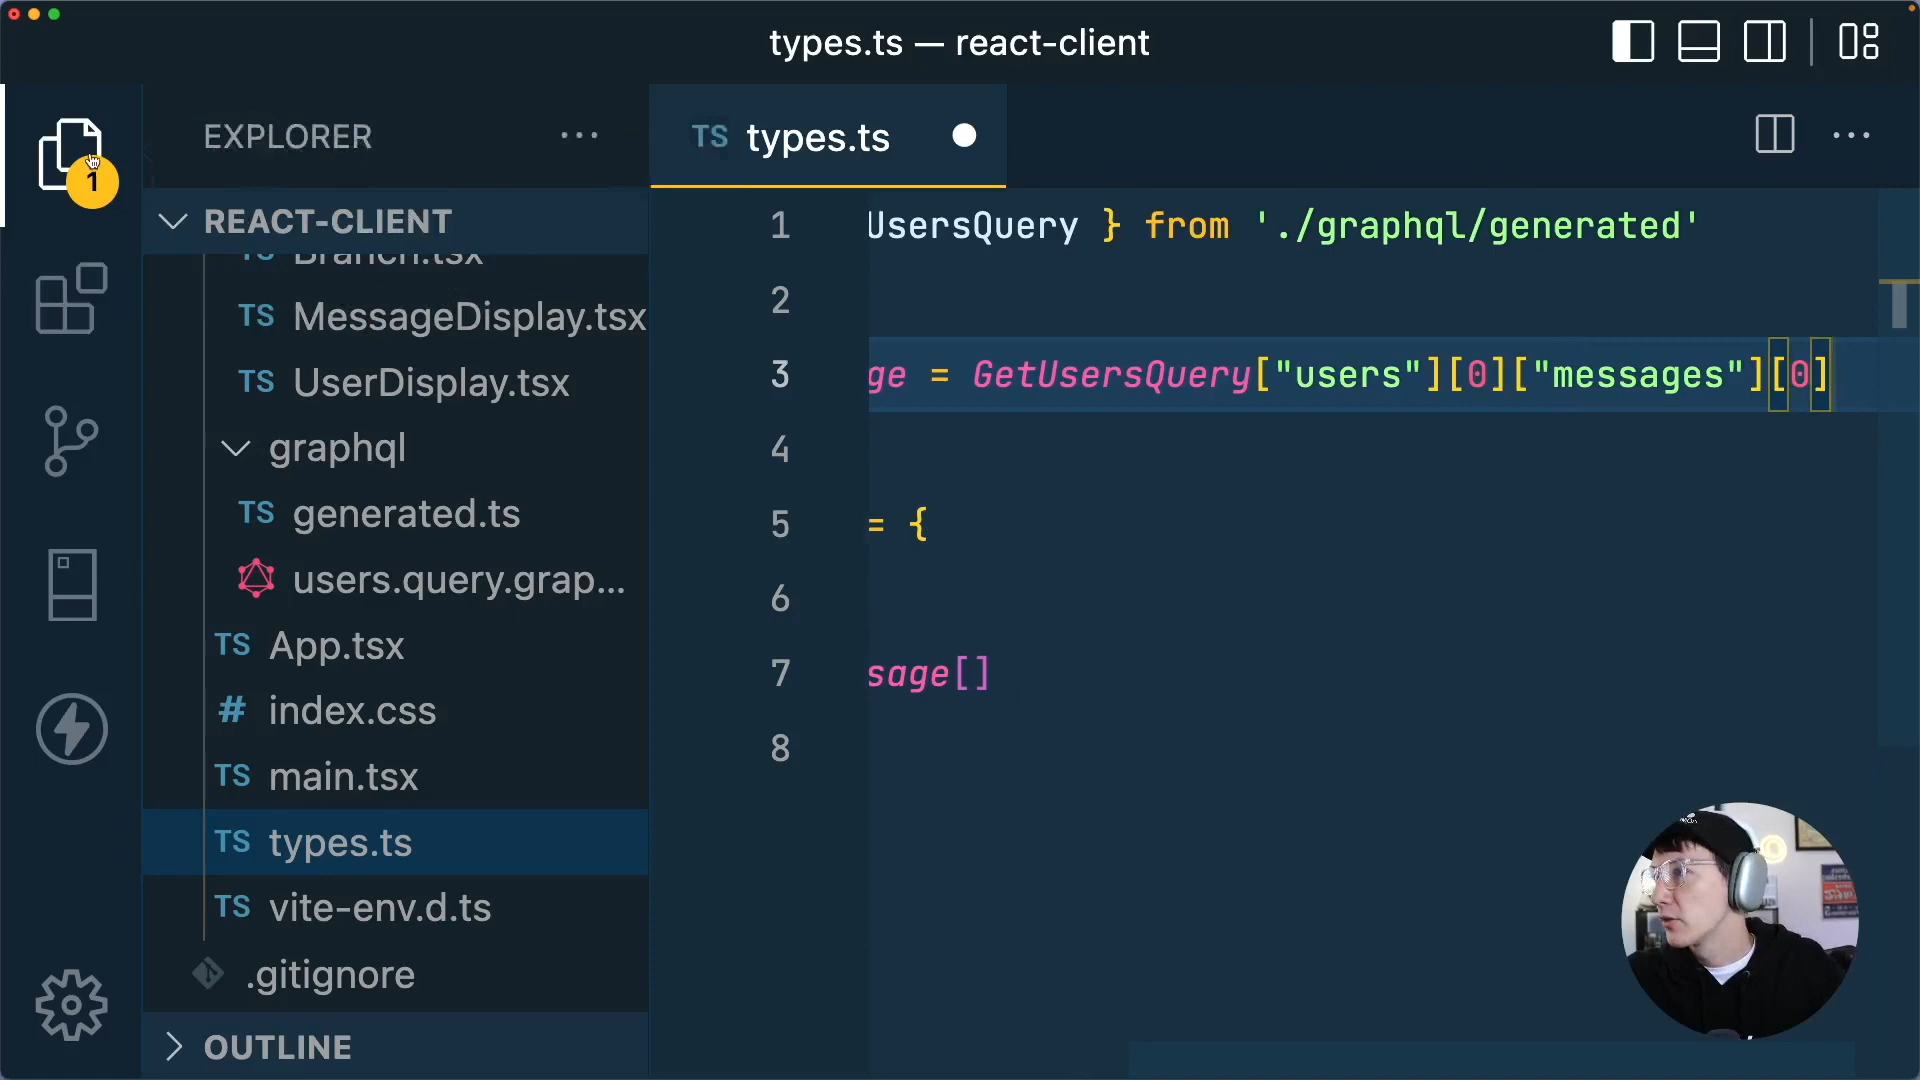 types.ts — react-client
EXPLORER
TS types.ts
1
REACT-CLIENT
Branch.tsx
TS MessageDisplay.tsx
TS UserDisplay.tsx
graphql
TS generated.ts
users.query.grap...
TS App.tsx
# index.css
TS main.tsx
TS types.ts
TS vite-env.d.ts
.gitignore
OUTLINE
1 UsersQuery } from './graphql/generated'
2
3 ge = GetUsersQuery["users"][0]["messages"][0]
4
5 = {
6
7 sage[]
8